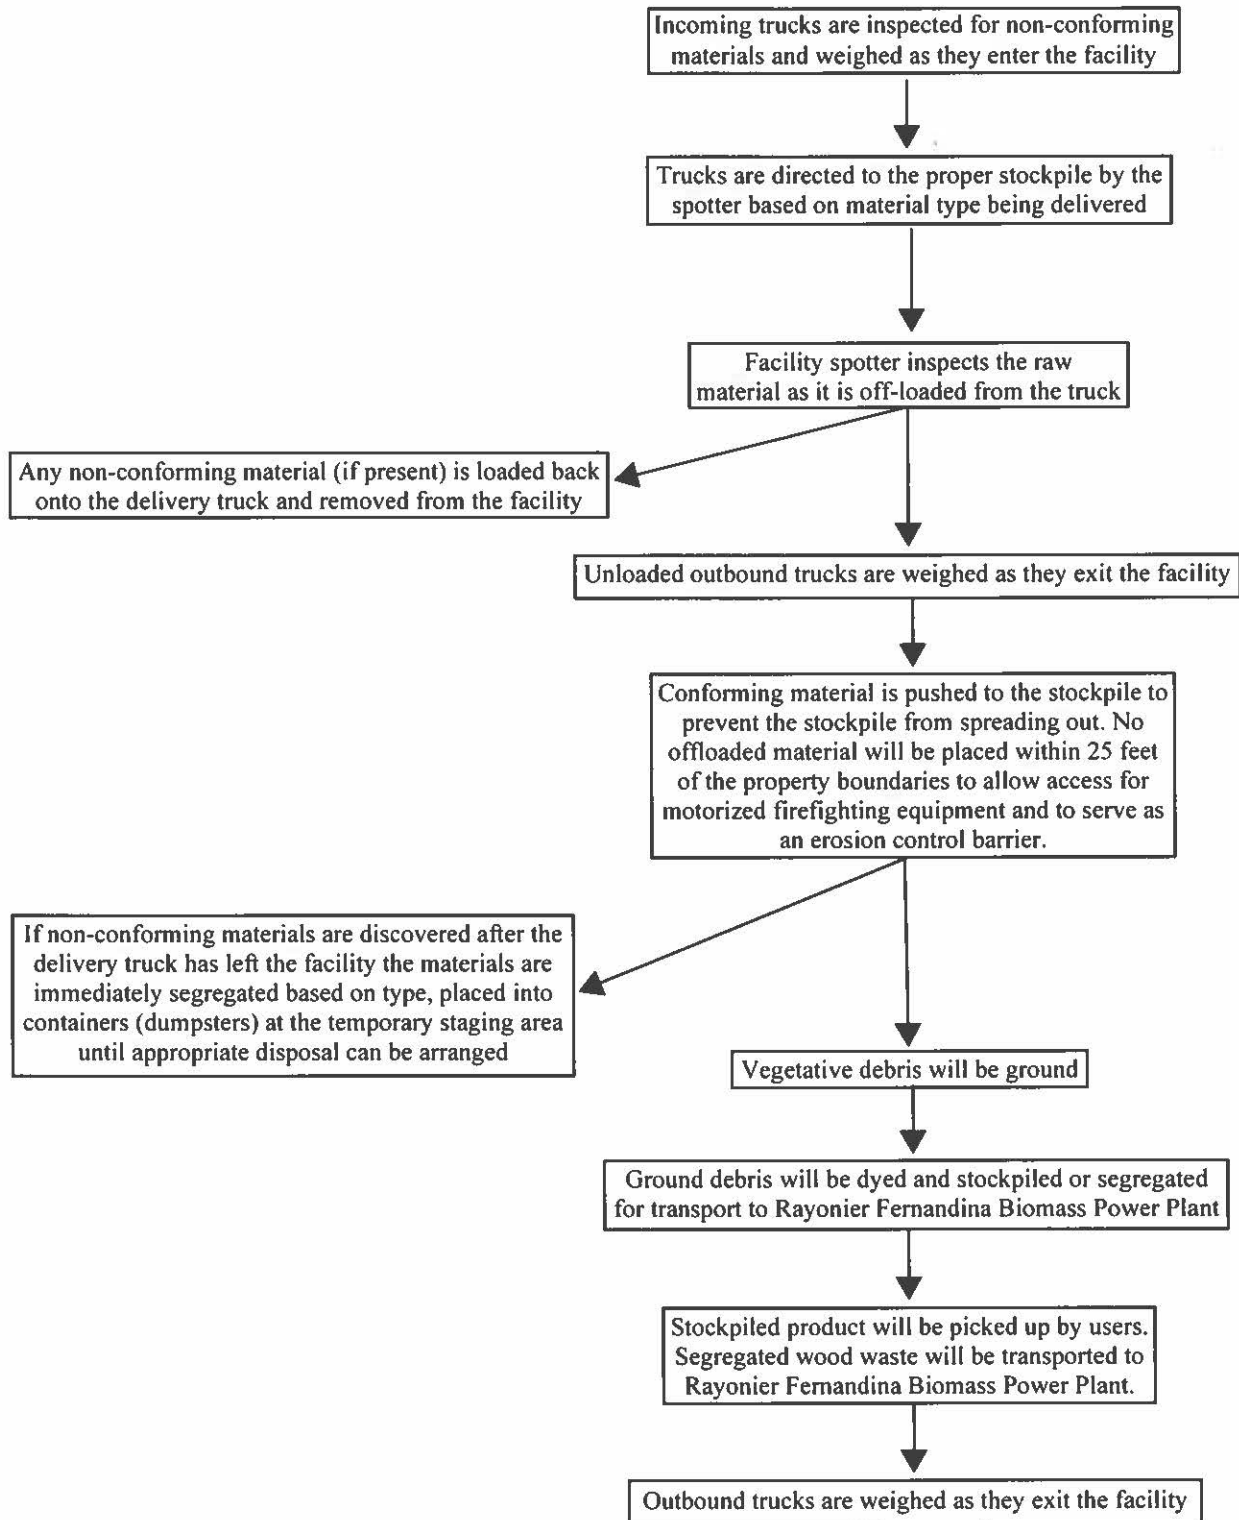 Incoming trucks are inspected for non-conforming
materials and weighed as they enter the facility
Trucks are directed to the proper stockpile by the
spotter based on material type being delivered
Facility spotter inspects the raw
material as it is off-loaded from the truck
Any non-conforming material (if present) is loaded back
onto the delivery truck and removed from the facility
Unloaded outbound trucks are weighed as they exit the facility
Conforming material is pushed to the stockpile to
prevent the stockpile from spreading out. No
offloaded material will be placed within 25 feet
of the property boundaries to allow access for
motorized firefighting equipment and to serve as
an erosion control barrier.
If non-conforming materials are discovered after the
delivery truck has left the facility the materials are
immediately segregated based on type, placed into
containers (dumpsters) at the temporary staging area
until appropriate disposal can be arranged
Vegetative debris will be ground
Ground debris will be dyed and stockpiled or segregated
for transport to Rayonier Fernandina Biomass Power Plant
Stockpiled product will be picked up by users.
Segregated wood waste will be transported to
Rayonier Fernandina Biomass Power Plant.
Outbound trucks are weighed as they exit the facility